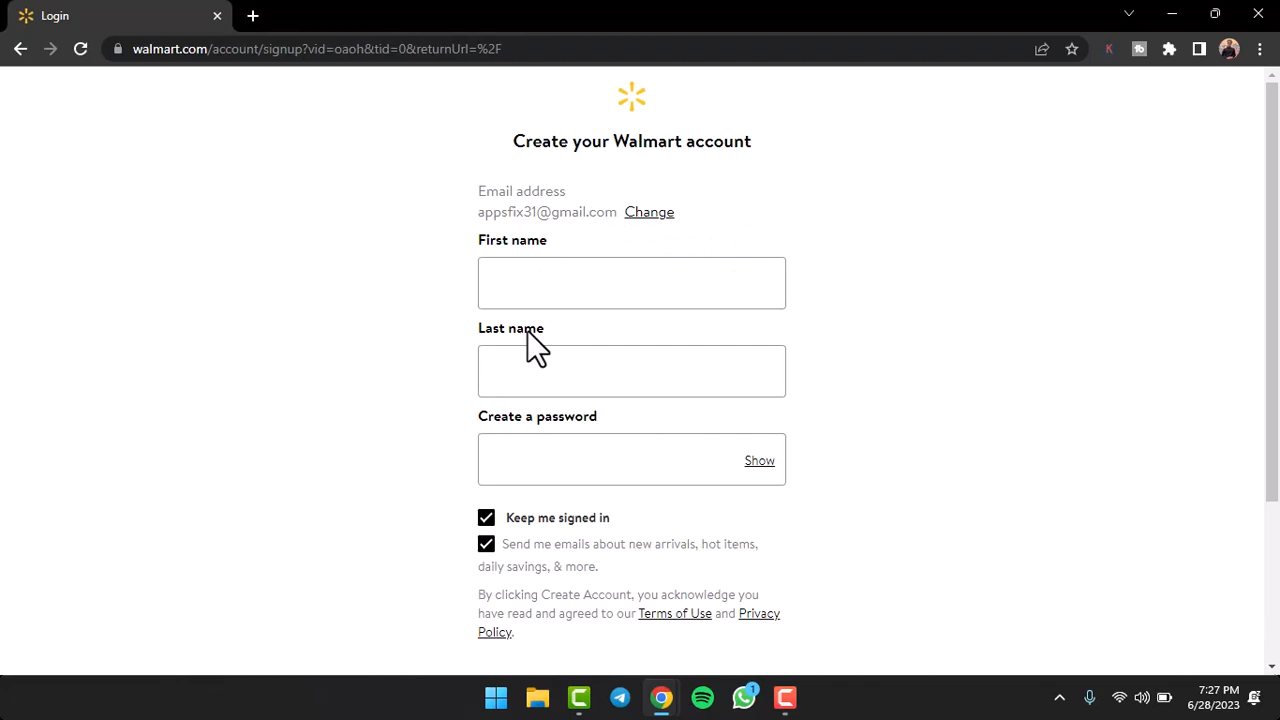 Login
walmart.com/account/signup?vid=oaoh&tid=0&returnUrl=%2F
Create your Walmart account
Email address
appsfix31@gmail.com Change
First name
Last name
Create a password
Show
Keep me signed in
Send me emails about new arrivals, hot items,
daily savings, & more.
By clicking Create Account, you acknowledge you
have read and agreed to our Terms of Use and Privacy
Policy.
1
7:27 PM
6/28/2023